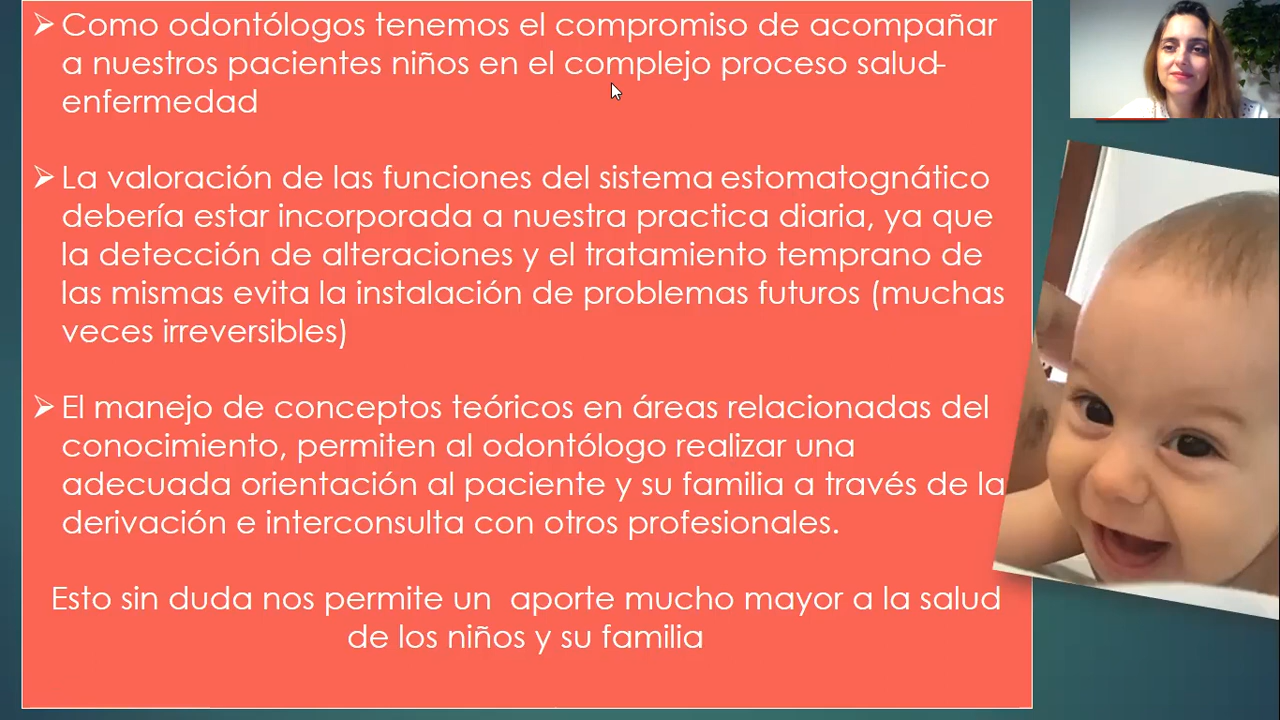 Como odontólogos tenemos el compromiso de acompañar
a nuestros pacientes niños en el complejo proceso salud-
enfermedad
La valoración de las funciones del sistema estomatognático
debería estar incorporada a nuestra practica diaria, ya que
la detección de alteraciones y el tratamiento temprano de
las mismas evita la instalación de problemas futuros (muchas
veces irreversibles)
El manejo de conceptos teóricos en áreas relacionadas del
conocimiento, permiten al odontólogo realizar una
adecuada orientación al paciente y su familia a través de la
derivación e interconsulta con otros profesionales.
Esto sin duda nos permite un  aporte mucho mayor a la salud
de los niños y su familia